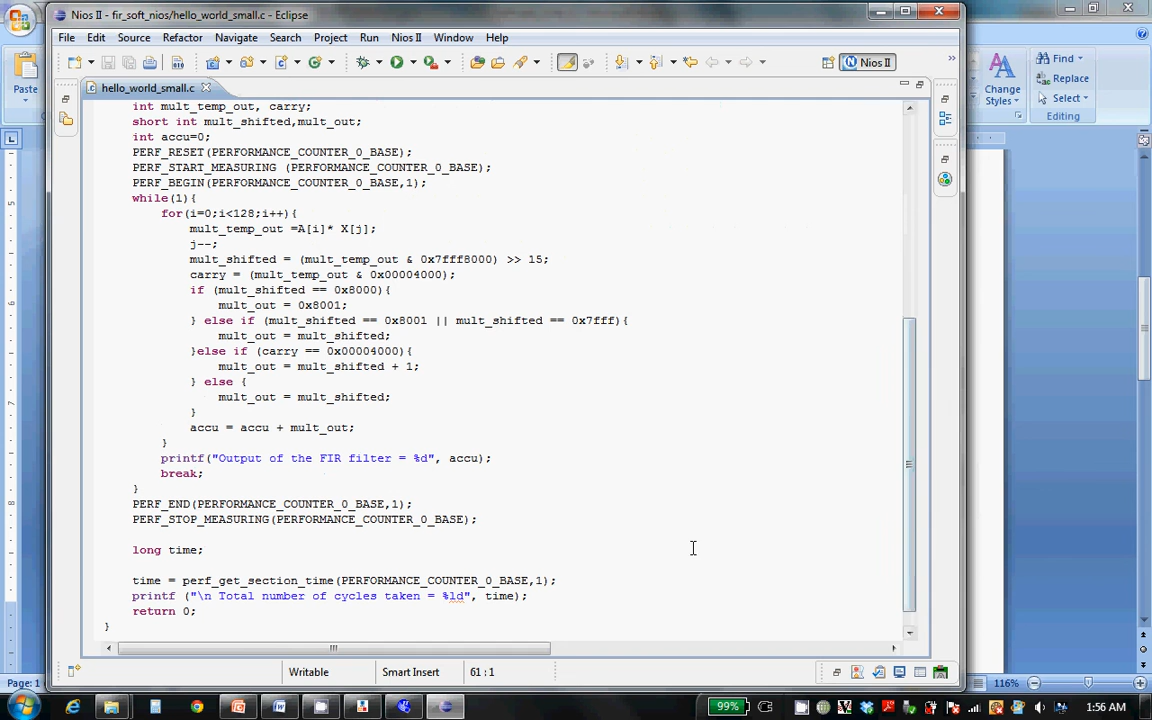 Nios II - fir_soft_nios/hello_world_small.c - Eclipse
File Edit Source Refactor Navigate Search Project Run Nios II Window Help
Nios II
Paste
hello_world_small.c
int mult_temp_out, carry;
short int mult_shifted,mult_out;
int accu=0;
PERF_RESET(PERFORMANCE_COUNTER_0_BASE);
PERF_START_MEASURING (PERFORMANCE_COUNTER_0_BASE);
PERF_BEGIN(PERFORMANCE_COUNTER_0_BASE,1);
while(1){
for(i=0;i<128;i++){
mult_temp_out =A[i]* X[j];
j--;
mult_shifted = (mult_temp_out & 0x7fff8000) >> 15;
carry = (mult_temp_out & 0x00004000);
if (mult_shifted == 0x8000){
mult_out = 0x8001;
} else if (mult_shifted == 0x8001 || mult_shifted == 0x7fff){
mult_out = mult_shifted;
}else if (carry == 0x00004000){
mult_out = mult_shifted + 1;
} else {
mult_out = mult_shifted;
}
accu = accu + mult_out;
}
printf("Output of the FIR filter = %d", accu);
break;
}
PERF_END(PERFORMANCE_COUNTER_0_BASE,1);
PERF_STOP_MEASURING(PERFORMANCE_COUNTER_0_BASE);
long time;
time = perf_get_section_time(PERFORMANCE_COUNTER_0_BASE,1);
printf ("\n Total number of cycles taken = %ld", time);
return 0;
}
Writable Smart Insert 61 : 1
Change
Styles
Find
Replace
Select
Editing
Page: 1
116%
99%
1:56 AM